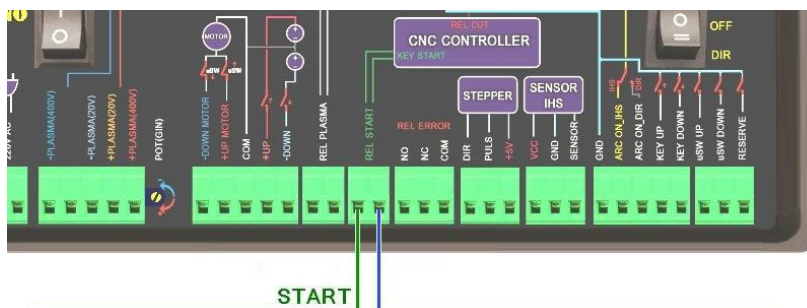 REL CUT
CNC CONTROLLER
KEY START
OFF
DIR
MOTOR
uSW
uSW
STEPPER
SENSOR
IHS
IHS
DIR
220V AC
-PLASMA(400V)
-PLASMA(20V)
+PLASMA(20V)
+PLASMA(400V)
POT(GIN)
-DOWN MOTOR
+UP MOTOR
COM
+UP
-DOWN
REL PLASMA
REL START
REL ERROR
NO
NC
COM
DIR
PULS
+5V
VCC
GND
SENSOR
GND
ARC ON_IHS
ARC ON_DIR
KEY UP
KEY DOWN
uSW UP
uSW DOWN
RESERVE
START